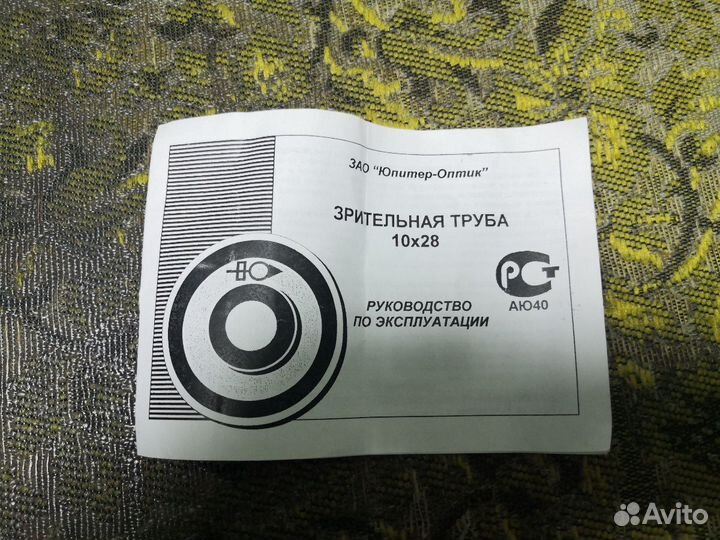 ЗАО "Юпитер-Оптик"
ЗРИТЕЛЬНАЯ ТРУБА
10x28
РСТ
АЮ40
РУКОВОДСТВО
ПО ЭКСПЛУАТАЦИИ
Avito